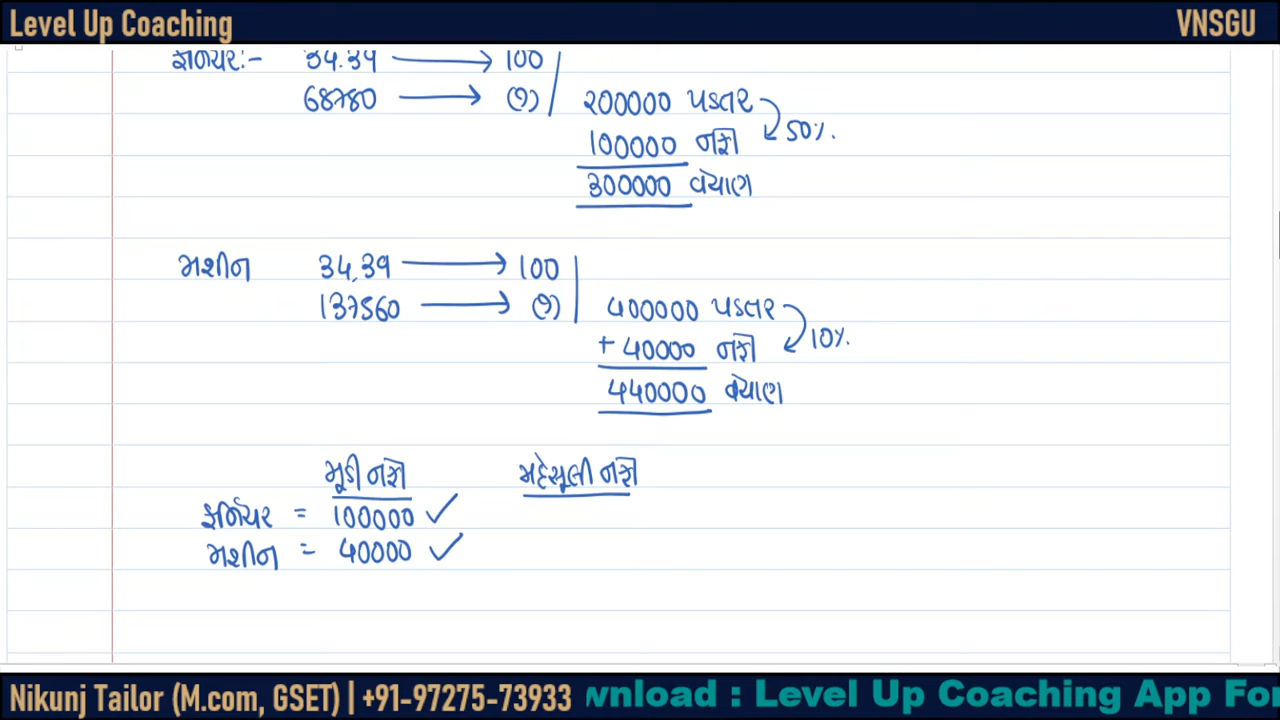 Level Up Coaching VNSGU
ફર્નિચર:- 34.39 → 100
68780 → (?) 200000 પડતર
50%.
100000 નફો
300000 વેચાણ
મશીન 34.39 → 100
137560 → (?) 400000 પડતર
10%.
+ 40000 નફો
440000 વેચાણ
મૂડી નફો મહેસૂલી નફો
ફર્નિચર = 100000 ✓
મશીન = 40000 ✓
Nikunj Tailor (M.com, GSET) | +91-97275-73933 wnload : Level Up Coaching App For